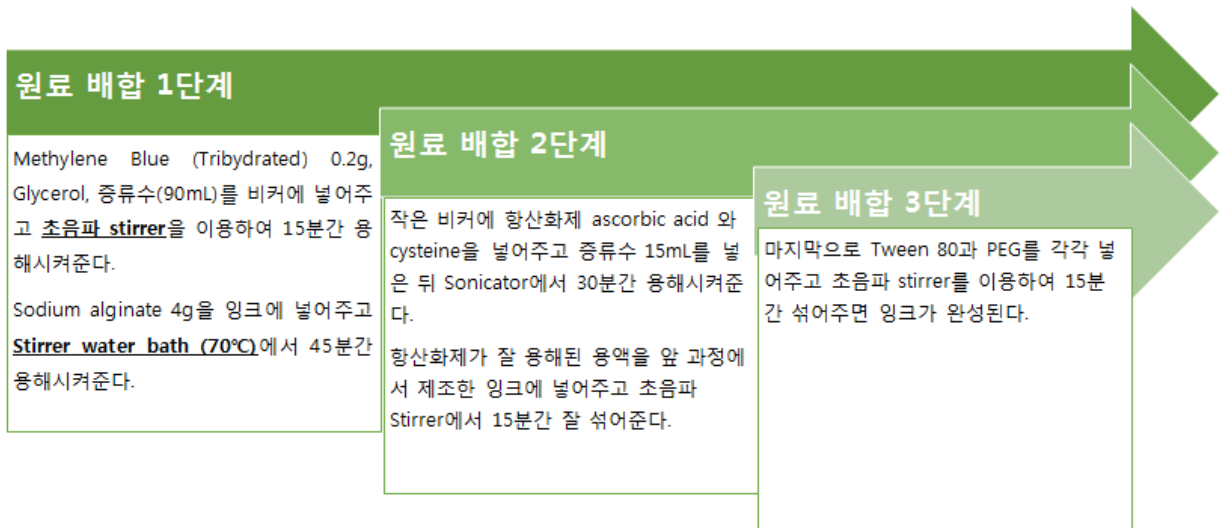 원료 배합 1단계
Methylene Blue (Tribydrated) 0.2g,
Glycerol, 증류수(90mL)를 비커에 넣어주
고 초음파 stirrer을 이용하여 15분간 용
해시켜준다.
Sodium alginate 4g을 잉크에 넣어주고
Stirrer water bath (70℃)에서 45분간
용해시켜준다.
원료 배합 2단계
작은 비커에 항산화제 ascorbic acid 와
cysteine을 넣어주고 증류수 15mL를 넣
은 뒤 Sonicator에서 30분간 용해시켜준
다.
항산화제가 잘 용해된 용액을 앞 과정에
서 제조한 잉크에 넣어주고 초음파
Stirrer에서 15분간 잘 섞어준다.
원료 배합 3단계
마지막으로 Tween 80과 PEG를 각각 넣
어주고 초음파 stirrer를 이용하여 15분
간 섞어주면 잉크가 완성된다.